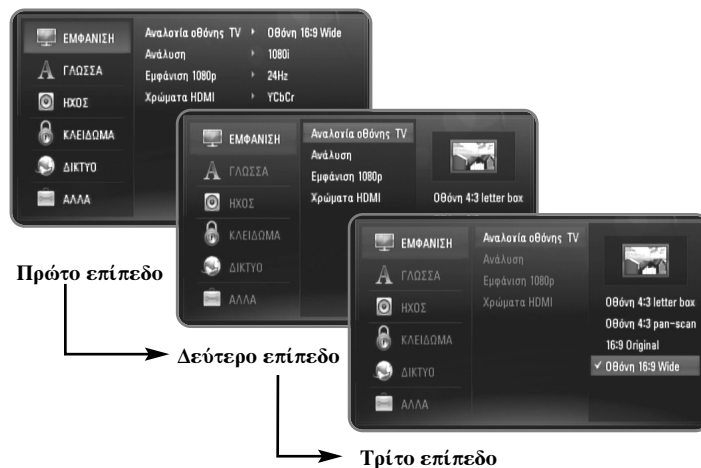 ΕΜΦΑΝΙΣΗ
ΓΛΩΣΣΑ
ΗΧΟΣ
ΚΛΕΙΔΩΜΑ
ΔΙΚΤΥΟ
ΑΛΛΑ
Αναλογία οθόνης TV Οθόνη 16:9 Wide
Ανάλυση 1080i
Εμφάνιση 1080p 24Hz
Χρώματα HDMI YCbCr
Πρώτο επίπεδο
ΕΜΦΑΝΙΣΗ
ΓΛΩΣΣΑ
ΗΧΟΣ
ΚΛΕΙΔΩΜΑ
ΔΙΚΤΥΟ
ΑΛΛΑ
Αναλογία οθόνης TV
Ανάλυση
Εμφάνιση 1080p
Χρώματα HDMI
Οθόνη 4:3 letter box
Δεύτερο επίπεδο
ΕΜΦΑΝΙΣΗ
ΓΛΩΣΣΑ
ΗΧΟΣ
ΚΛΕΙΔΩΜΑ
ΔΙΚΤΥΟ
ΑΛΛΑ
Αναλογία οθόνης TV
Ανάλυση
Εμφάνιση 1080p
Χρώματα HDMI
Οθόνη 4:3 letter box
Οθόνη 4:3 pan-scan
16:9 Original
✓ Οθόνη 16:9 Wide
Τρίτο επίπεδο